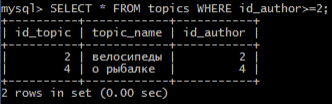 mysql> SELECT * FROM topics WHERE id_author>=2;
+----------+------------+-----------+
| id_topic | topic_name | id_author |
+----------+------------+-----------+
| 2 | велосипеды | 2 |
| 4 | о рыбалке | 4 |
+----------+------------+-----------+
2 rows in set (0.00 sec)